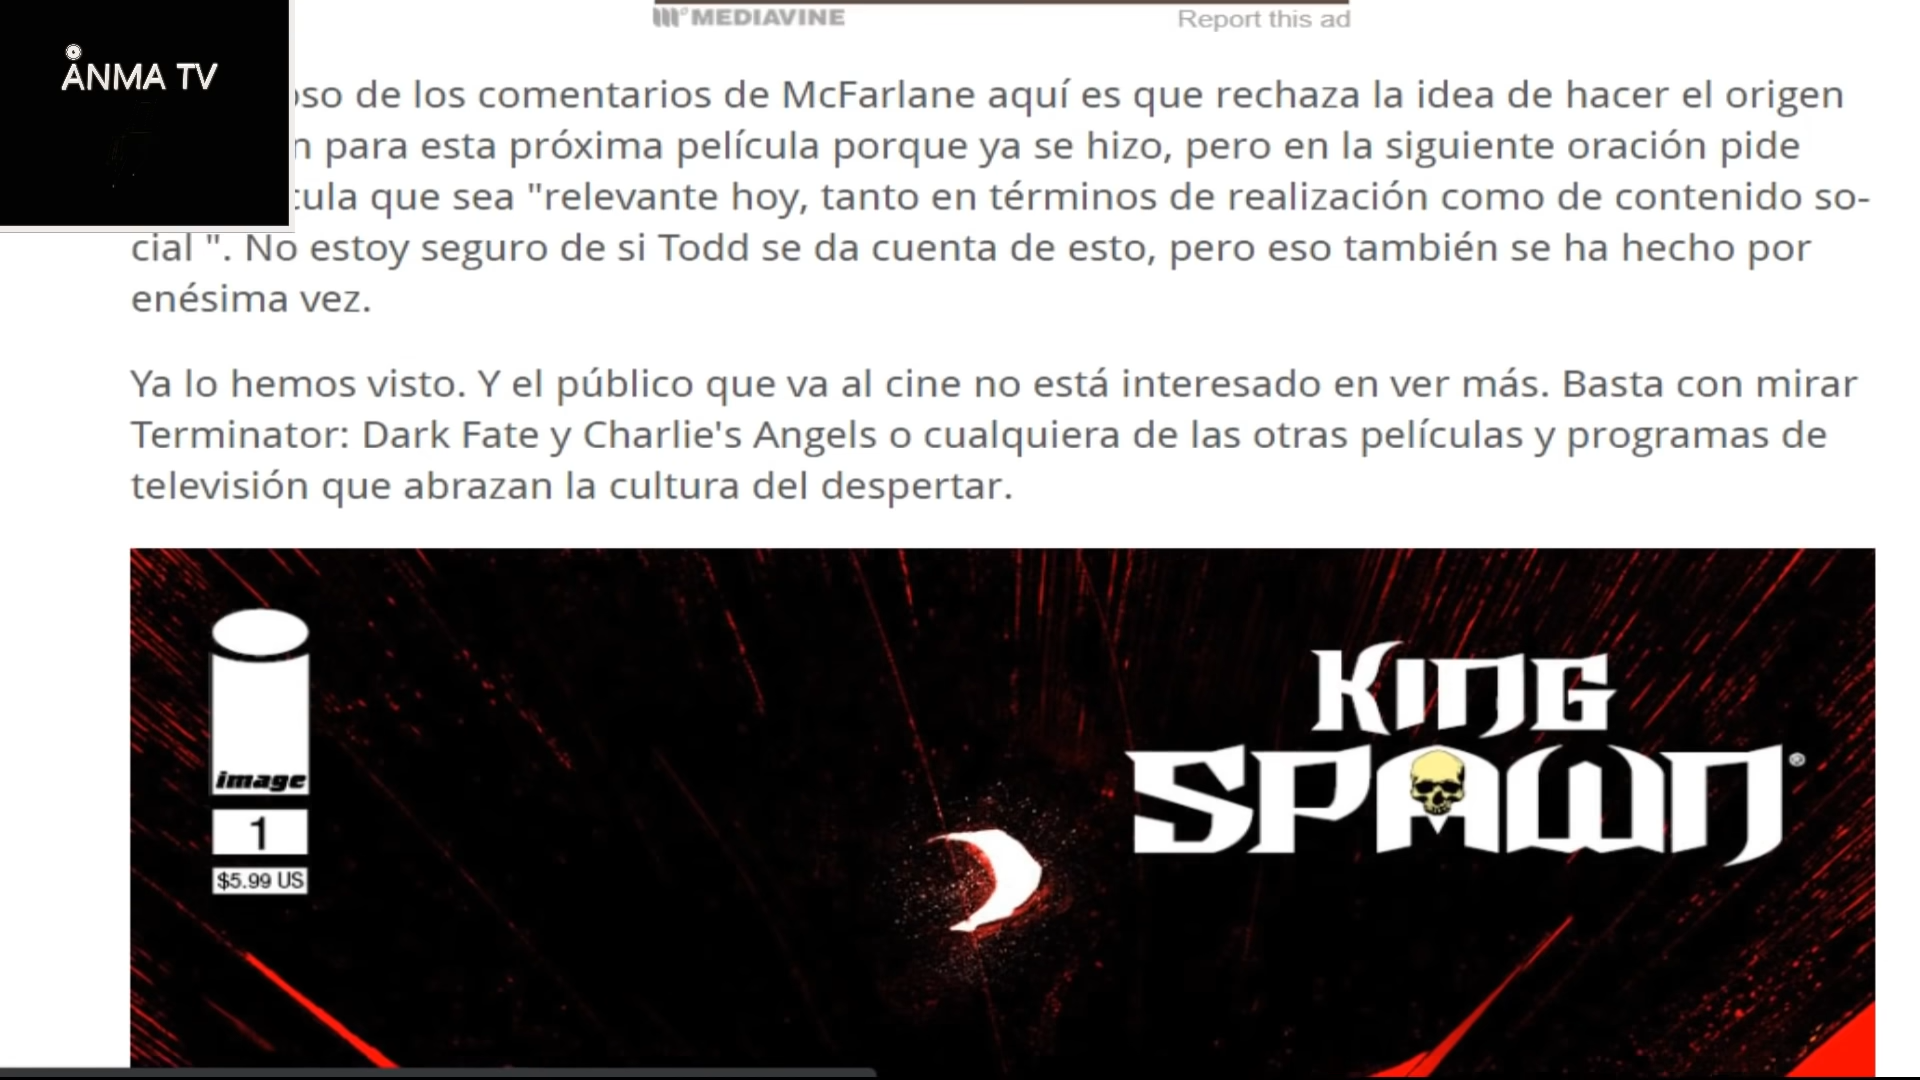 MEDIAVINE
Report this ad
ANMA TV
de los comentarios de McFarlane aquí es que rechaza la idea de hacer el origen
para esta próxima película porque ya se hizo, pero en la siguiente oración pide
que sea "relevante hoy, tanto en términos de realización como de contenido so-
cial ". No estoy seguro de si Todd se da cuenta de esto, pero eso también se ha hecho por
enésima vez.
Ya lo hemos visto. Y el público que va al cine no está interesado en ver más. Basta con mirar
Terminator: Dark Fate y Charlie's Angels o cualquiera de las otras películas y programas de
televisión que abrazan la cultura del despertar.
KING
SPAWN®
image
1
$5.99 US